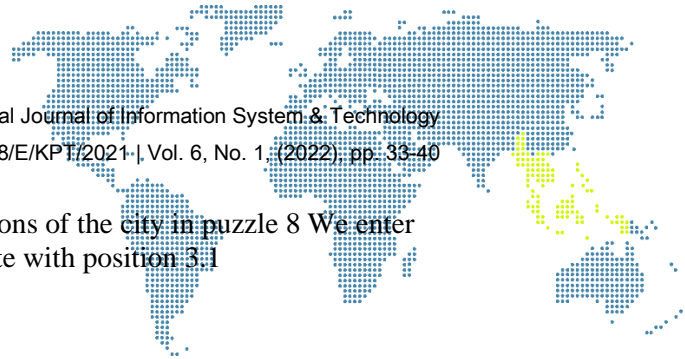 al Journal of Information System & Technology
8/E/KPT/2021 | Vol. 6, No. 1, (2022), pp. 33-40
ons of the city in puzzle 8 We enter
te with position 3.1